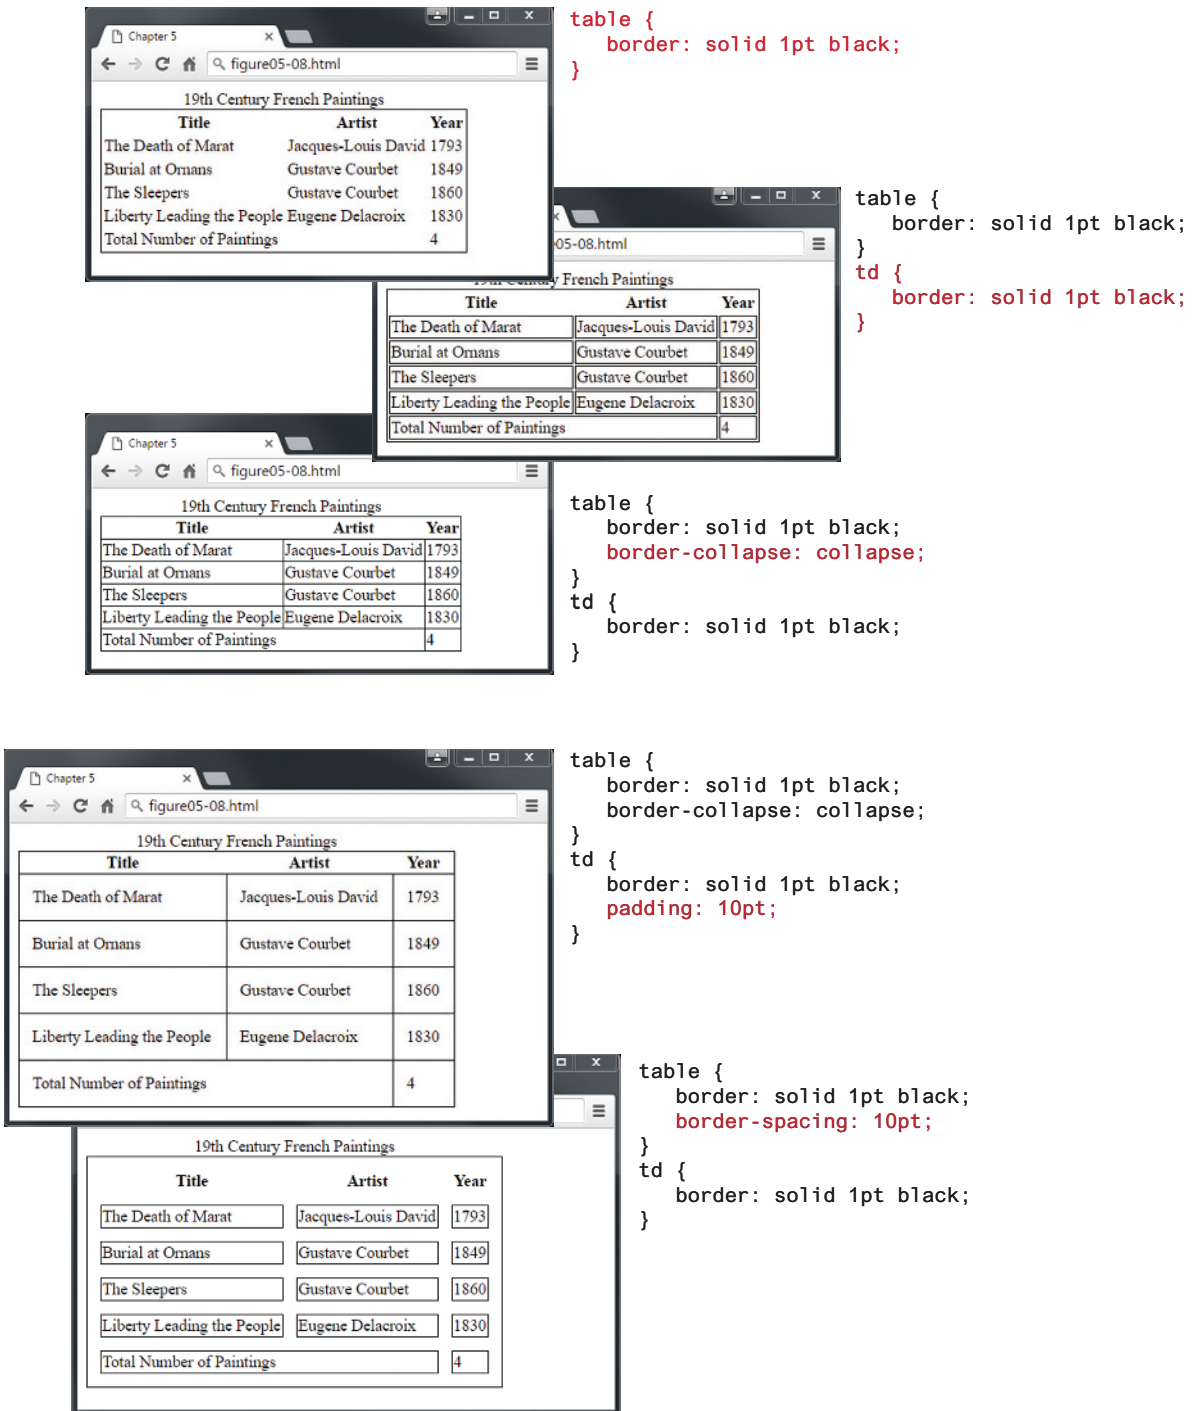 Chapter 5
figure05-08.html
19th Century French Paintings
Title Artist Year
The Death of Marat Jacques-Louis David 1793
Burial at Ornans Gustave Courbet 1849
The Sleepers Gustave Courbet 1860
Liberty Leading the People Eugene Delacroix 1830
Total Number of Paintings 4
table {
border: solid 1pt black;
}
05-08.html
19th Century French Paintings
Title Artist Year
The Death of Marat Jacques-Louis David 1793
Burial at Ornans Gustave Courbet 1849
The Sleepers Gustave Courbet 1860
Liberty Leading the People Eugene Delacroix 1830
Total Number of Paintings 4
table {
border: solid 1pt black;
}
td {
border: solid 1pt black;
}
Chapter 5
figure05-08.html
19th Century French Paintings
Title Artist Year
The Death of Marat Jacques-Louis David 1793
Burial at Ornans Gustave Courbet 1849
The Sleepers Gustave Courbet 1860
Liberty Leading the People Eugene Delacroix 1830
Total Number of Paintings 4
table {
border: solid 1pt black;
border-collapse: collapse;
}
td {
border: solid 1pt black;
}
Chapter 5
figure05-08.html
19th Century French Paintings
Title Artist Year
The Death of Marat Jacques-Louis David 1793
Burial at Ornans Gustave Courbet 1849
The Sleepers Gustave Courbet 1860
Liberty Leading the People Eugene Delacroix 1830
Total Number of Paintings 4
table {
border: solid 1pt black;
border-collapse: collapse;
}
td {
border: solid 1pt black;
padding: 10pt;
}
19th Century French Paintings
Title Artist Year
The Death of Marat Jacques-Louis David 1793
Burial at Ornans Gustave Courbet 1849
The Sleepers Gustave Courbet 1860
Liberty Leading the People Eugene Delacroix 1830
Total Number of Paintings 4
table {
border: solid 1pt black;
border-spacing: 10pt;
}
td {
border: solid 1pt black;
}